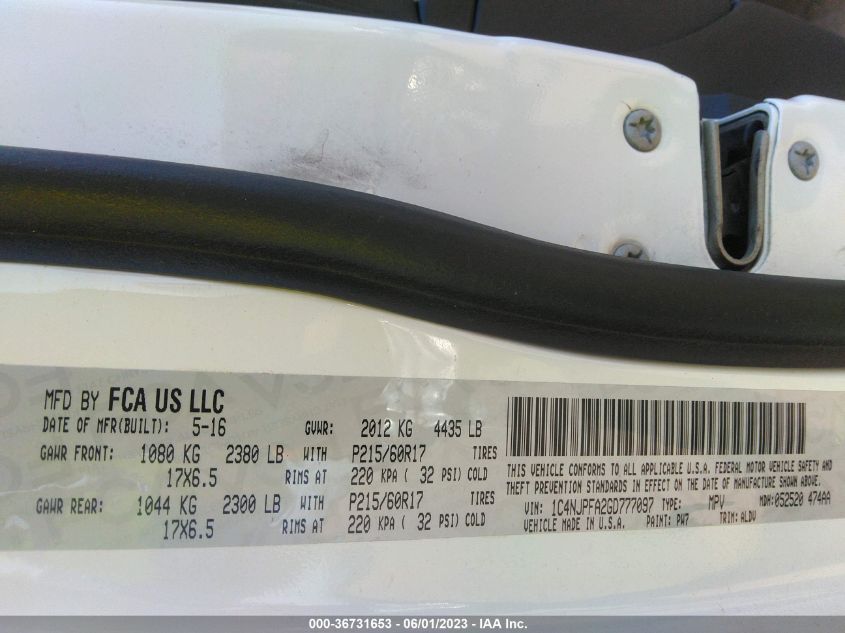 MFD BY FCA US LLC
DATE OF MFR(BUILT): 5-16 GVWR: 2012 KG 4435 LB
GAWR FRONT: 1080 KG 2380 LB WITH P215/60R17 TIRES
17X6.5 RIMS AT 220 KPA ( 32 PSI) COLD
GAWR REAR: 1044 KG 2300 LB WITH P215/60R17 TIRES
17X6.5 RIMS AT 220 KPA ( 32 PSI) COLD
THIS VEHICLE CONFORMS TO ALL APPLICABLE U.S.A. FEDERAL MOTOR VEHICLE SAFETY AND
THEFT PREVENTION STANDARDS IN EFFECT ON THE DATE OF MANUFACTURE SHOWN ABOVE.
VIN: 1C4NJPFA2GD777097 TYPE: MPV MDH:052520 474AA
VEHICLE MADE IN U.S.A. PAINT: PW7 TRIM: ALDV
000-36731653 - 06/01/2023 - IAA Inc.